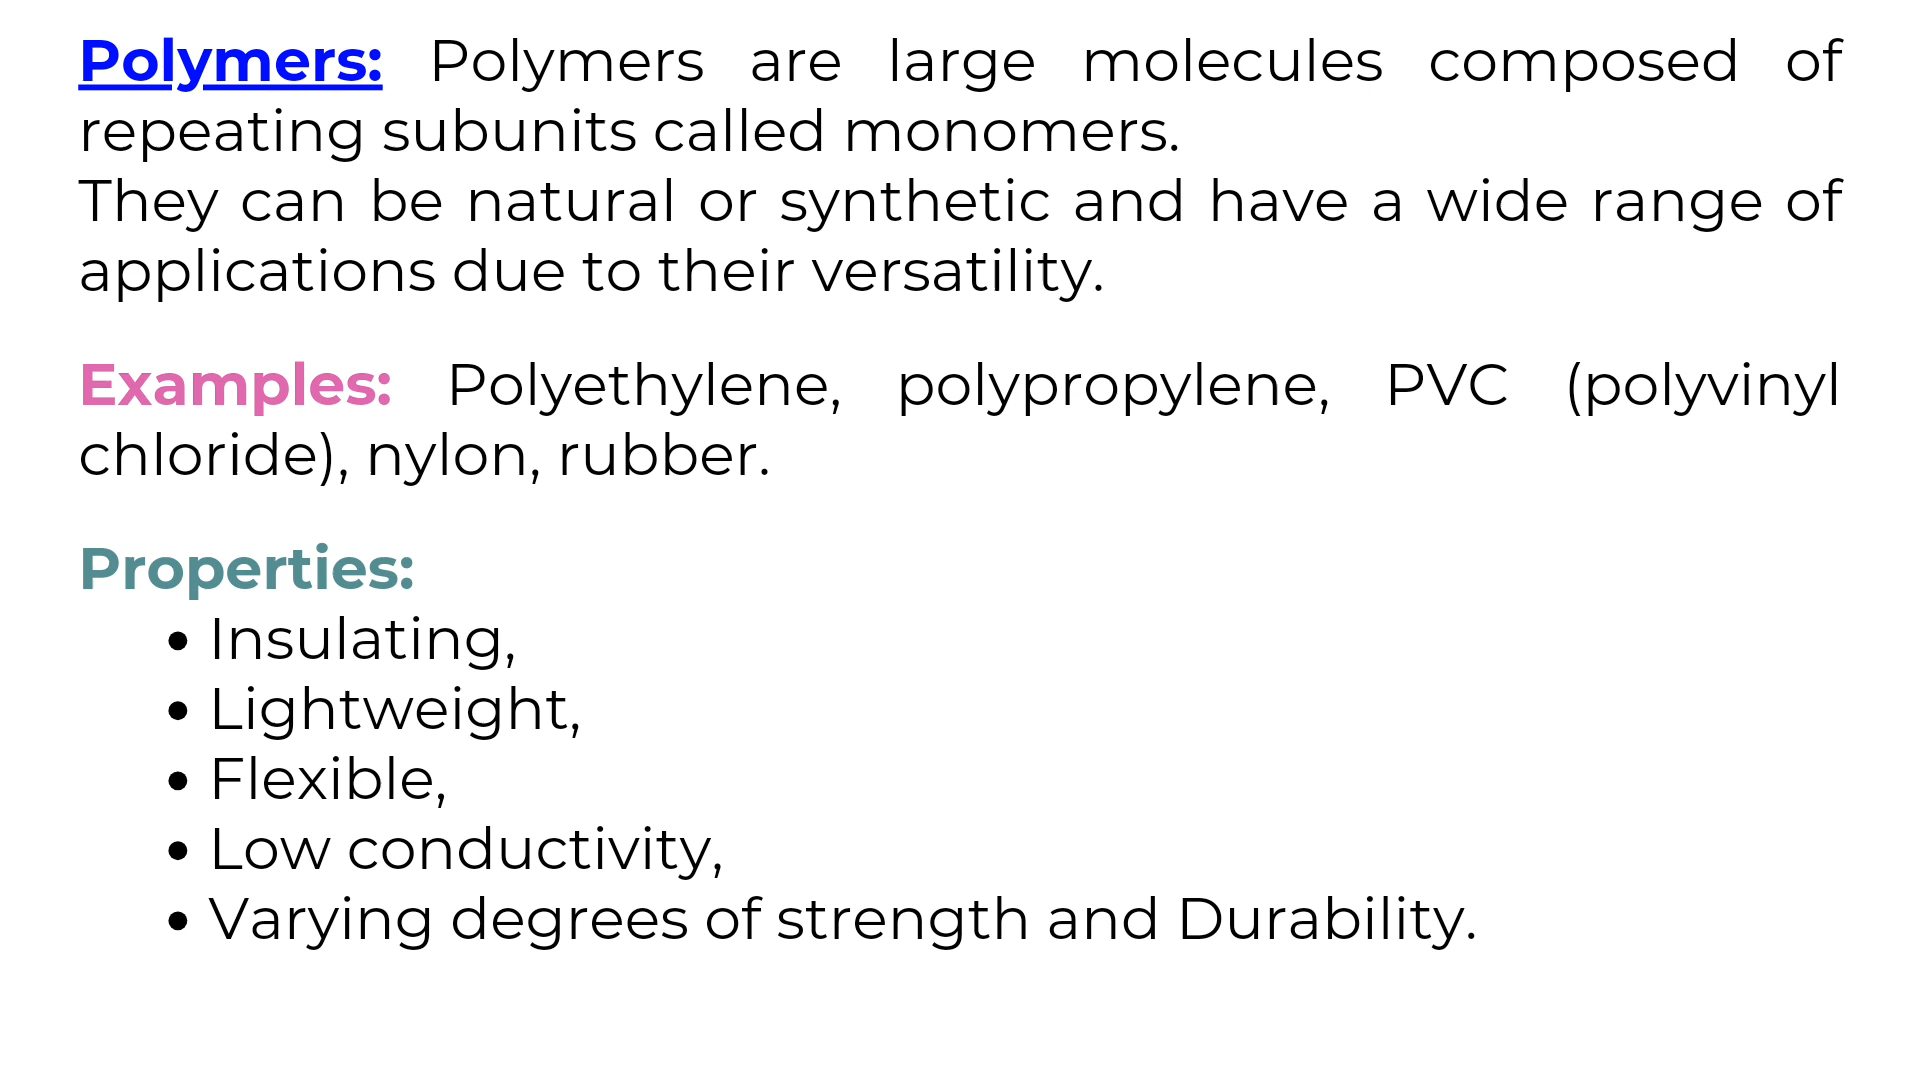 Polymers: Polymers are large molecules composed of
repeating subunits called monomers.
They can be natural or synthetic and have a wide range of
applications due to their versatility.
Examples: Polyethylene, polypropylene, PVC (polyvinyl
chloride), nylon, rubber.
Properties:
• Insulating,
• Lightweight,
• Flexible,
• Low conductivity,
• Varying degrees of strength and Durability.